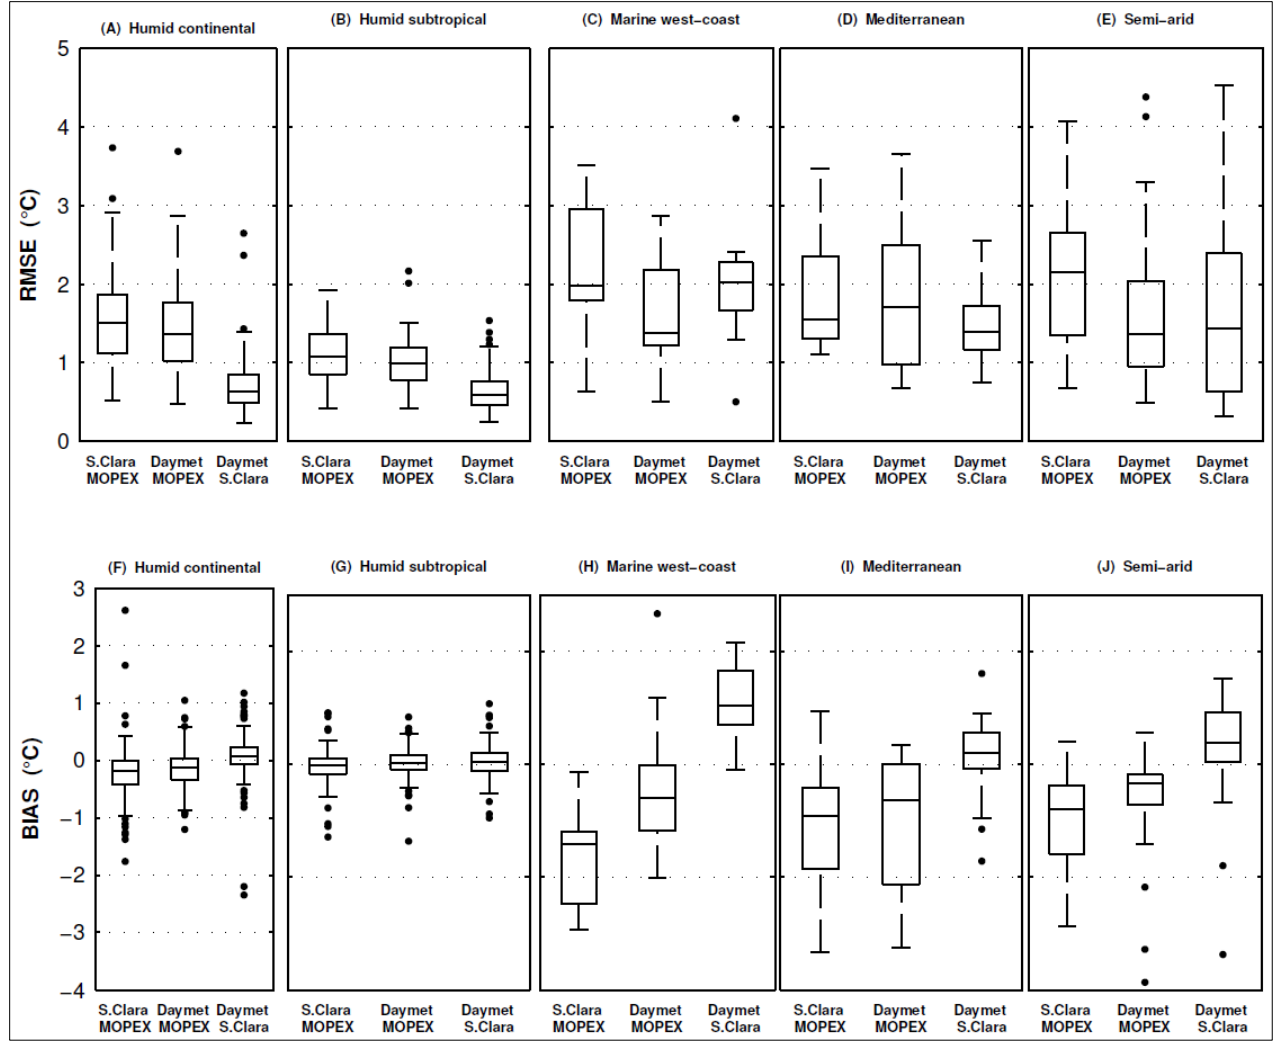 (A) Humid continental
(B) Humid subtropical
(C) Marine west-coast
(D) Mediterranean
(E) Semi-arid
5
4
3
2
1
0
RMSE (°C)
S.Clara MOPEX
Daymet MOPEX
Daymet S.Clara
S.Clara MOPEX
Daymet MOPEX
Daymet S.Clara
S.Clara MOPEX
Daymet MOPEX
Daymet S.Clara
S.Clara MOPEX
Daymet MOPEX
Daymet S.Clara
S.Clara MOPEX
Daymet MOPEX
Daymet S.Clara
(F) Humid continental
(G) Humid subtropical
(H) Marine west-coast
(I) Mediterranean
(J) Semi-arid
3
2
1
0
−1
−2
−3
−4
BIAS (°C)
S.Clara MOPEX
Daymet MOPEX
Daymet S.Clara
S.Clara MOPEX
Daymet MOPEX
Daymet S.Clara
S.Clara MOPEX
Daymet MOPEX
Daymet S.Clara
S.Clara MOPEX
Daymet MOPEX
Daymet S.Clara
S.Clara MOPEX
Daymet MOPEX
Daymet S.Clara